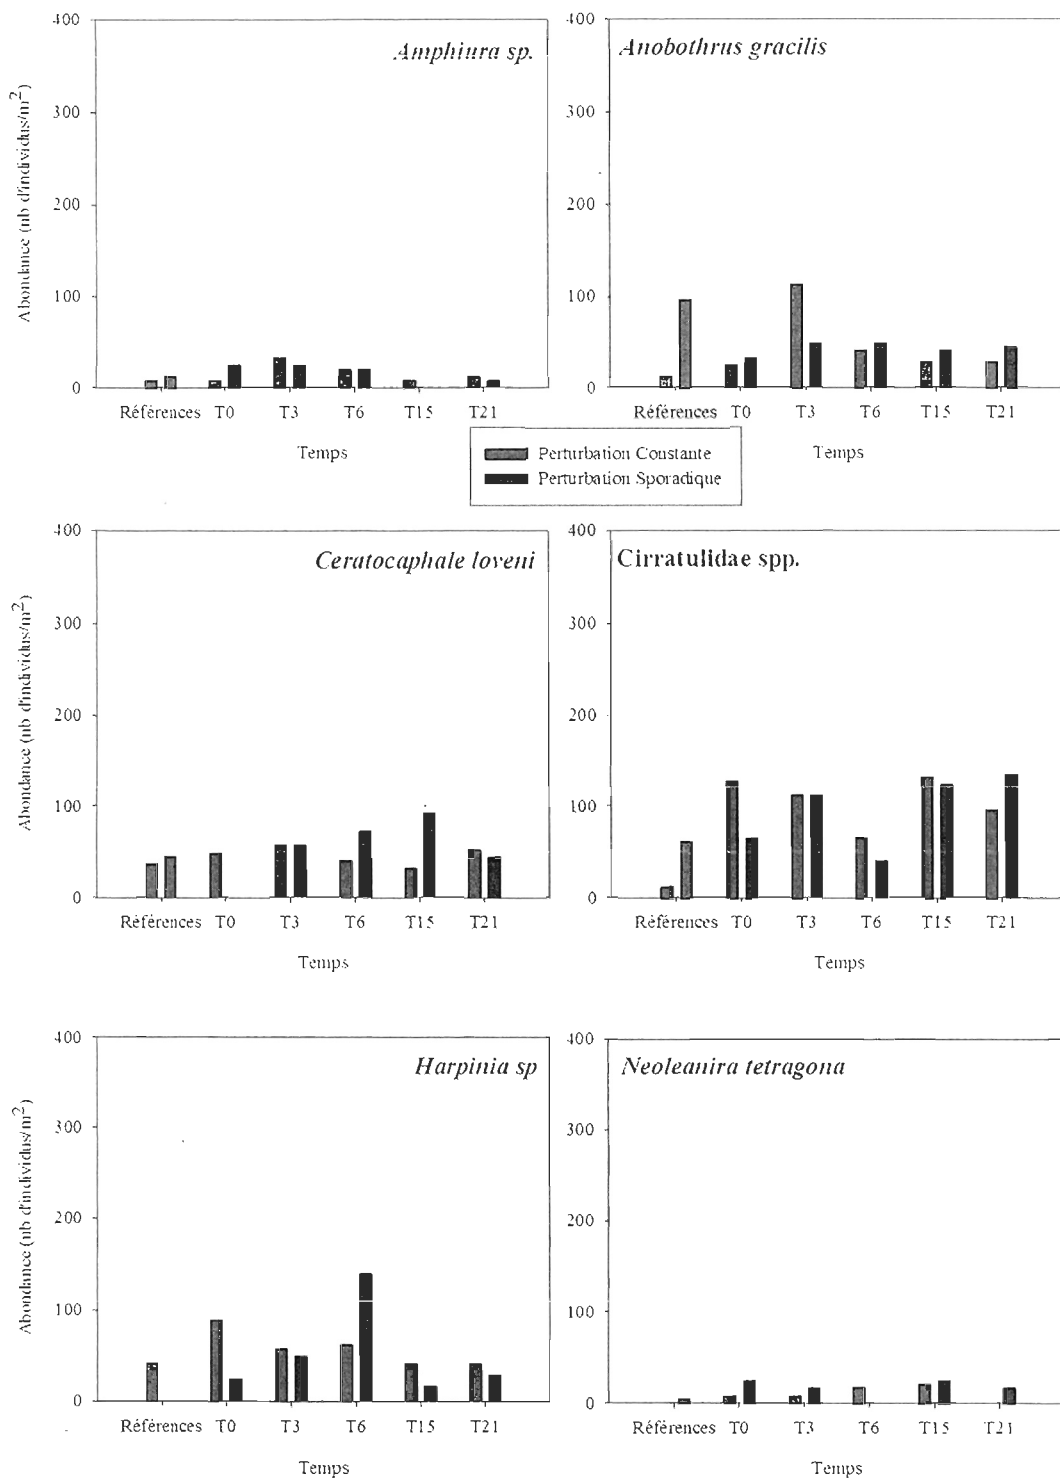 400
300
200
100
0
Abondance (nb d'individus/m²)
Amphiura sp.
Références T0 T3 T6 T15 T21
Temps
400
300
200
100
0
Anobothrus gracilis
Références T0 T3 T6 T15 T21
Temps
Perturbation Constante
Perturbation Sporadique
400
300
200
100
0
Abondance (nb d'individus/m²)
Ceratocaphale loveni
Références T0 T3 T6 T15 T21
Temps
400
300
200
100
0
Cirratulidae spp.
Références T0 T3 T6 T15 T21
Temps
400
300
200
100
0
Abondance (nb d'individus/m²)
Harpinia sp
Références T0 T3 T6 T15 T21
Temps
400
300
200
100
0
Neoleanira tetragona
Références T0 T3 T6 T15 T21
Temps